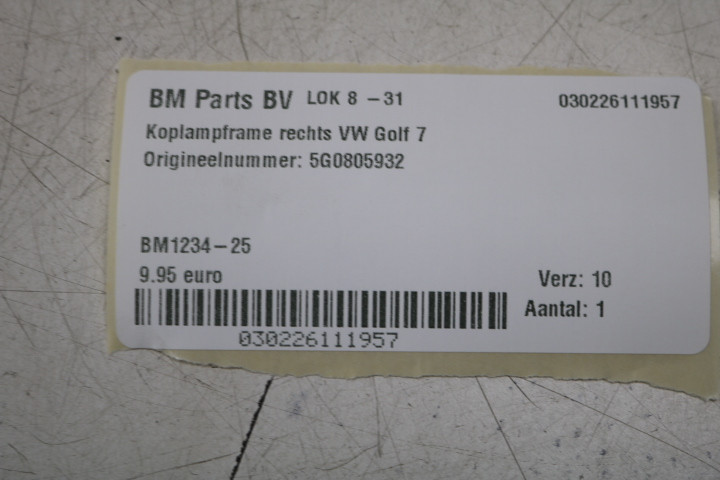 BM Parts BV LOK 8 -31 030226111957
Koplampframe rechts VW Golf 7
Origineelnummer: 5G0805932
BM1234-25
9.95 euro Verz: 10
Aantal: 1
030226111957